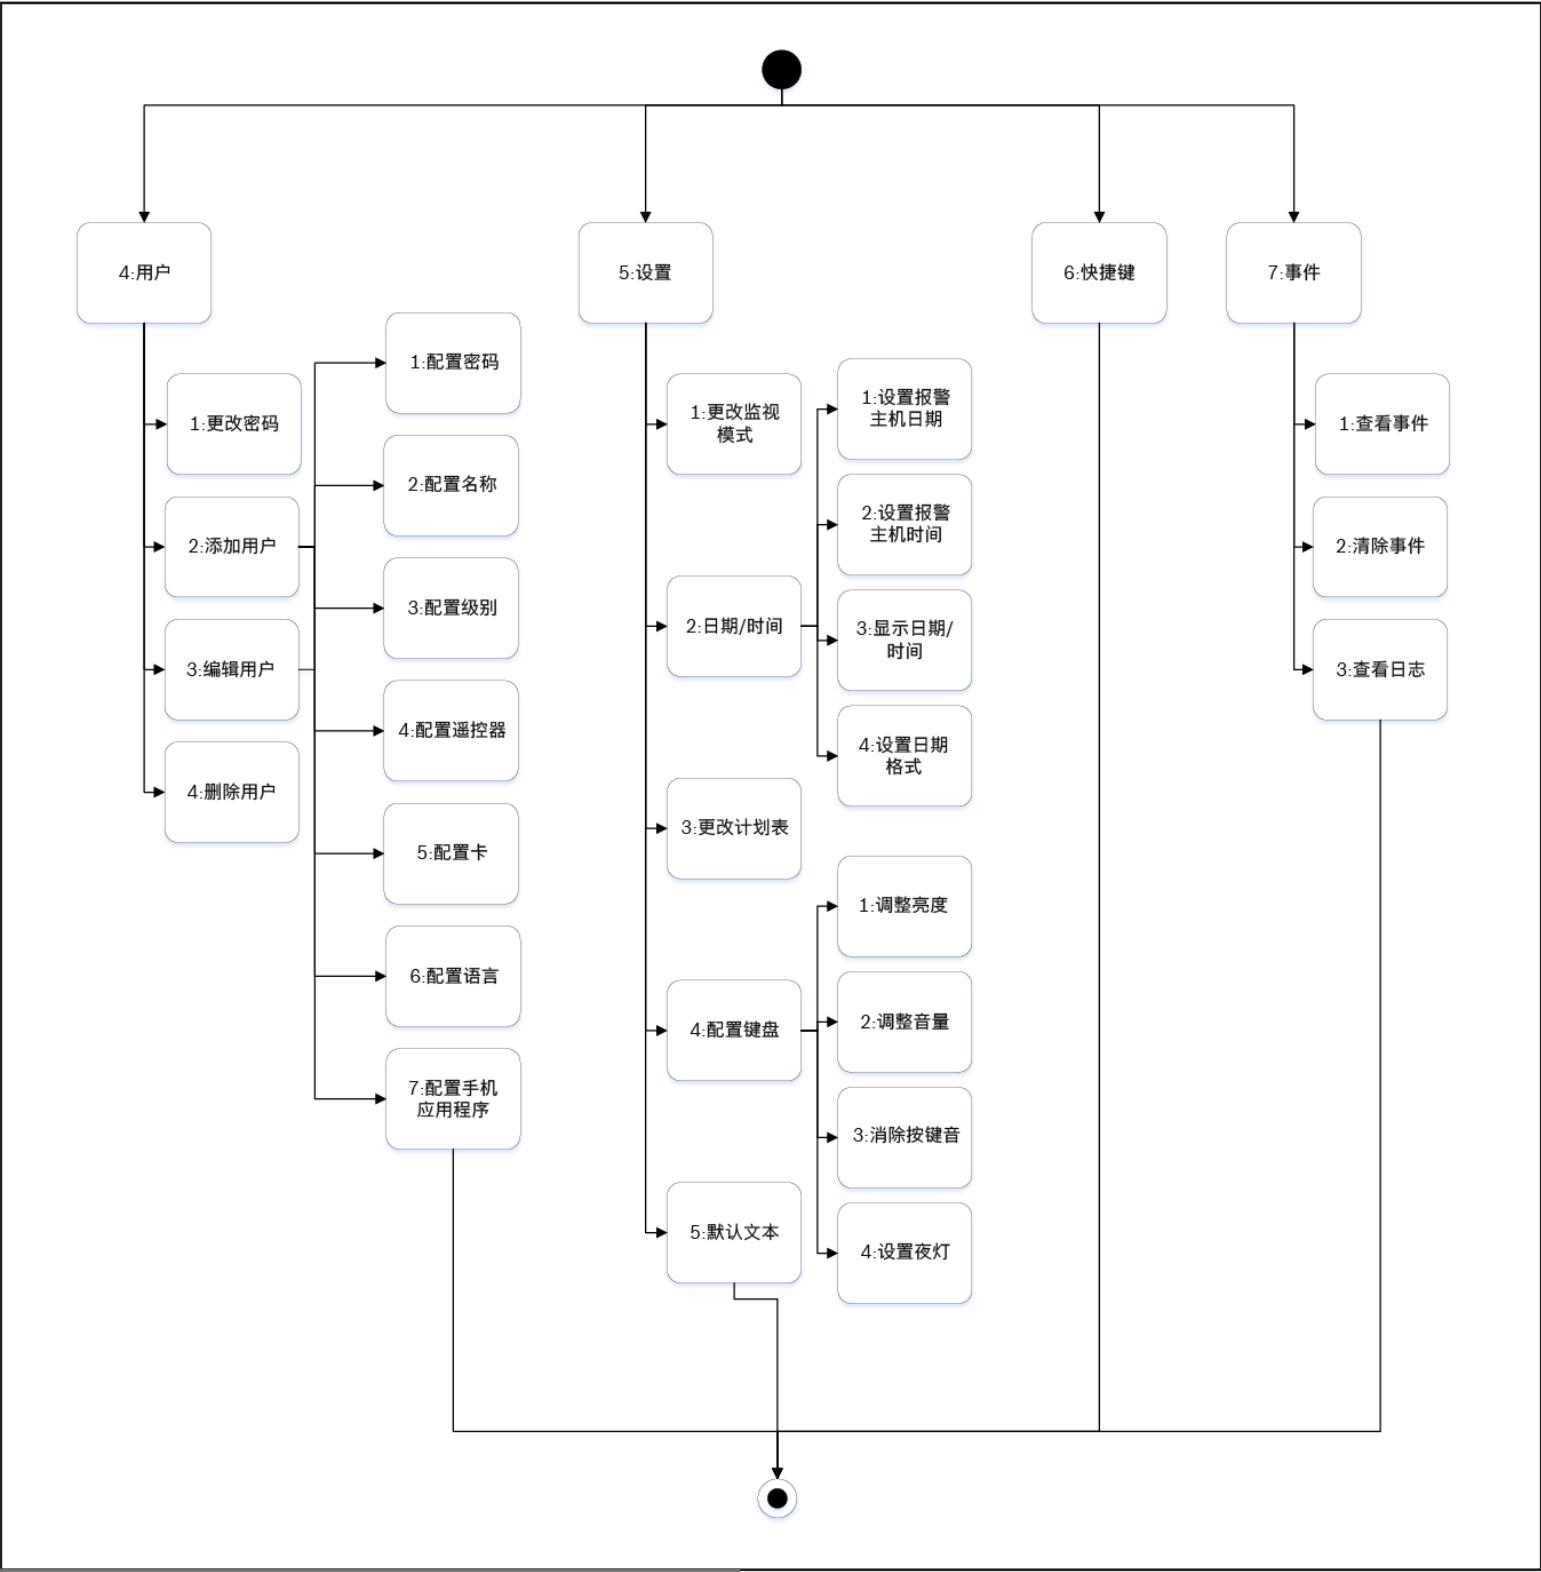 4:用户
1:更改密码
2:添加用户
3:编辑用户
4:删除用户
1:配置密码
2:配置名称
3:配置级别
4:配置遥控器
5:配置卡
6:配置语言
7:配置手机
应用程序
5:设置
1:更改监视
模式
2:日期/时间
3:更改计划表
4:配置键盘
5:默认文本
1:设置报警
主机日期
2:设置报警
主机时间
3:显示日期/
时间
4:设置日期
格式
1:调整亮度
2:调整音量
3:消除按键音
4:设置夜灯
6:快捷键
7:事件
1:查看事件
2:清除事件
3:查看日志